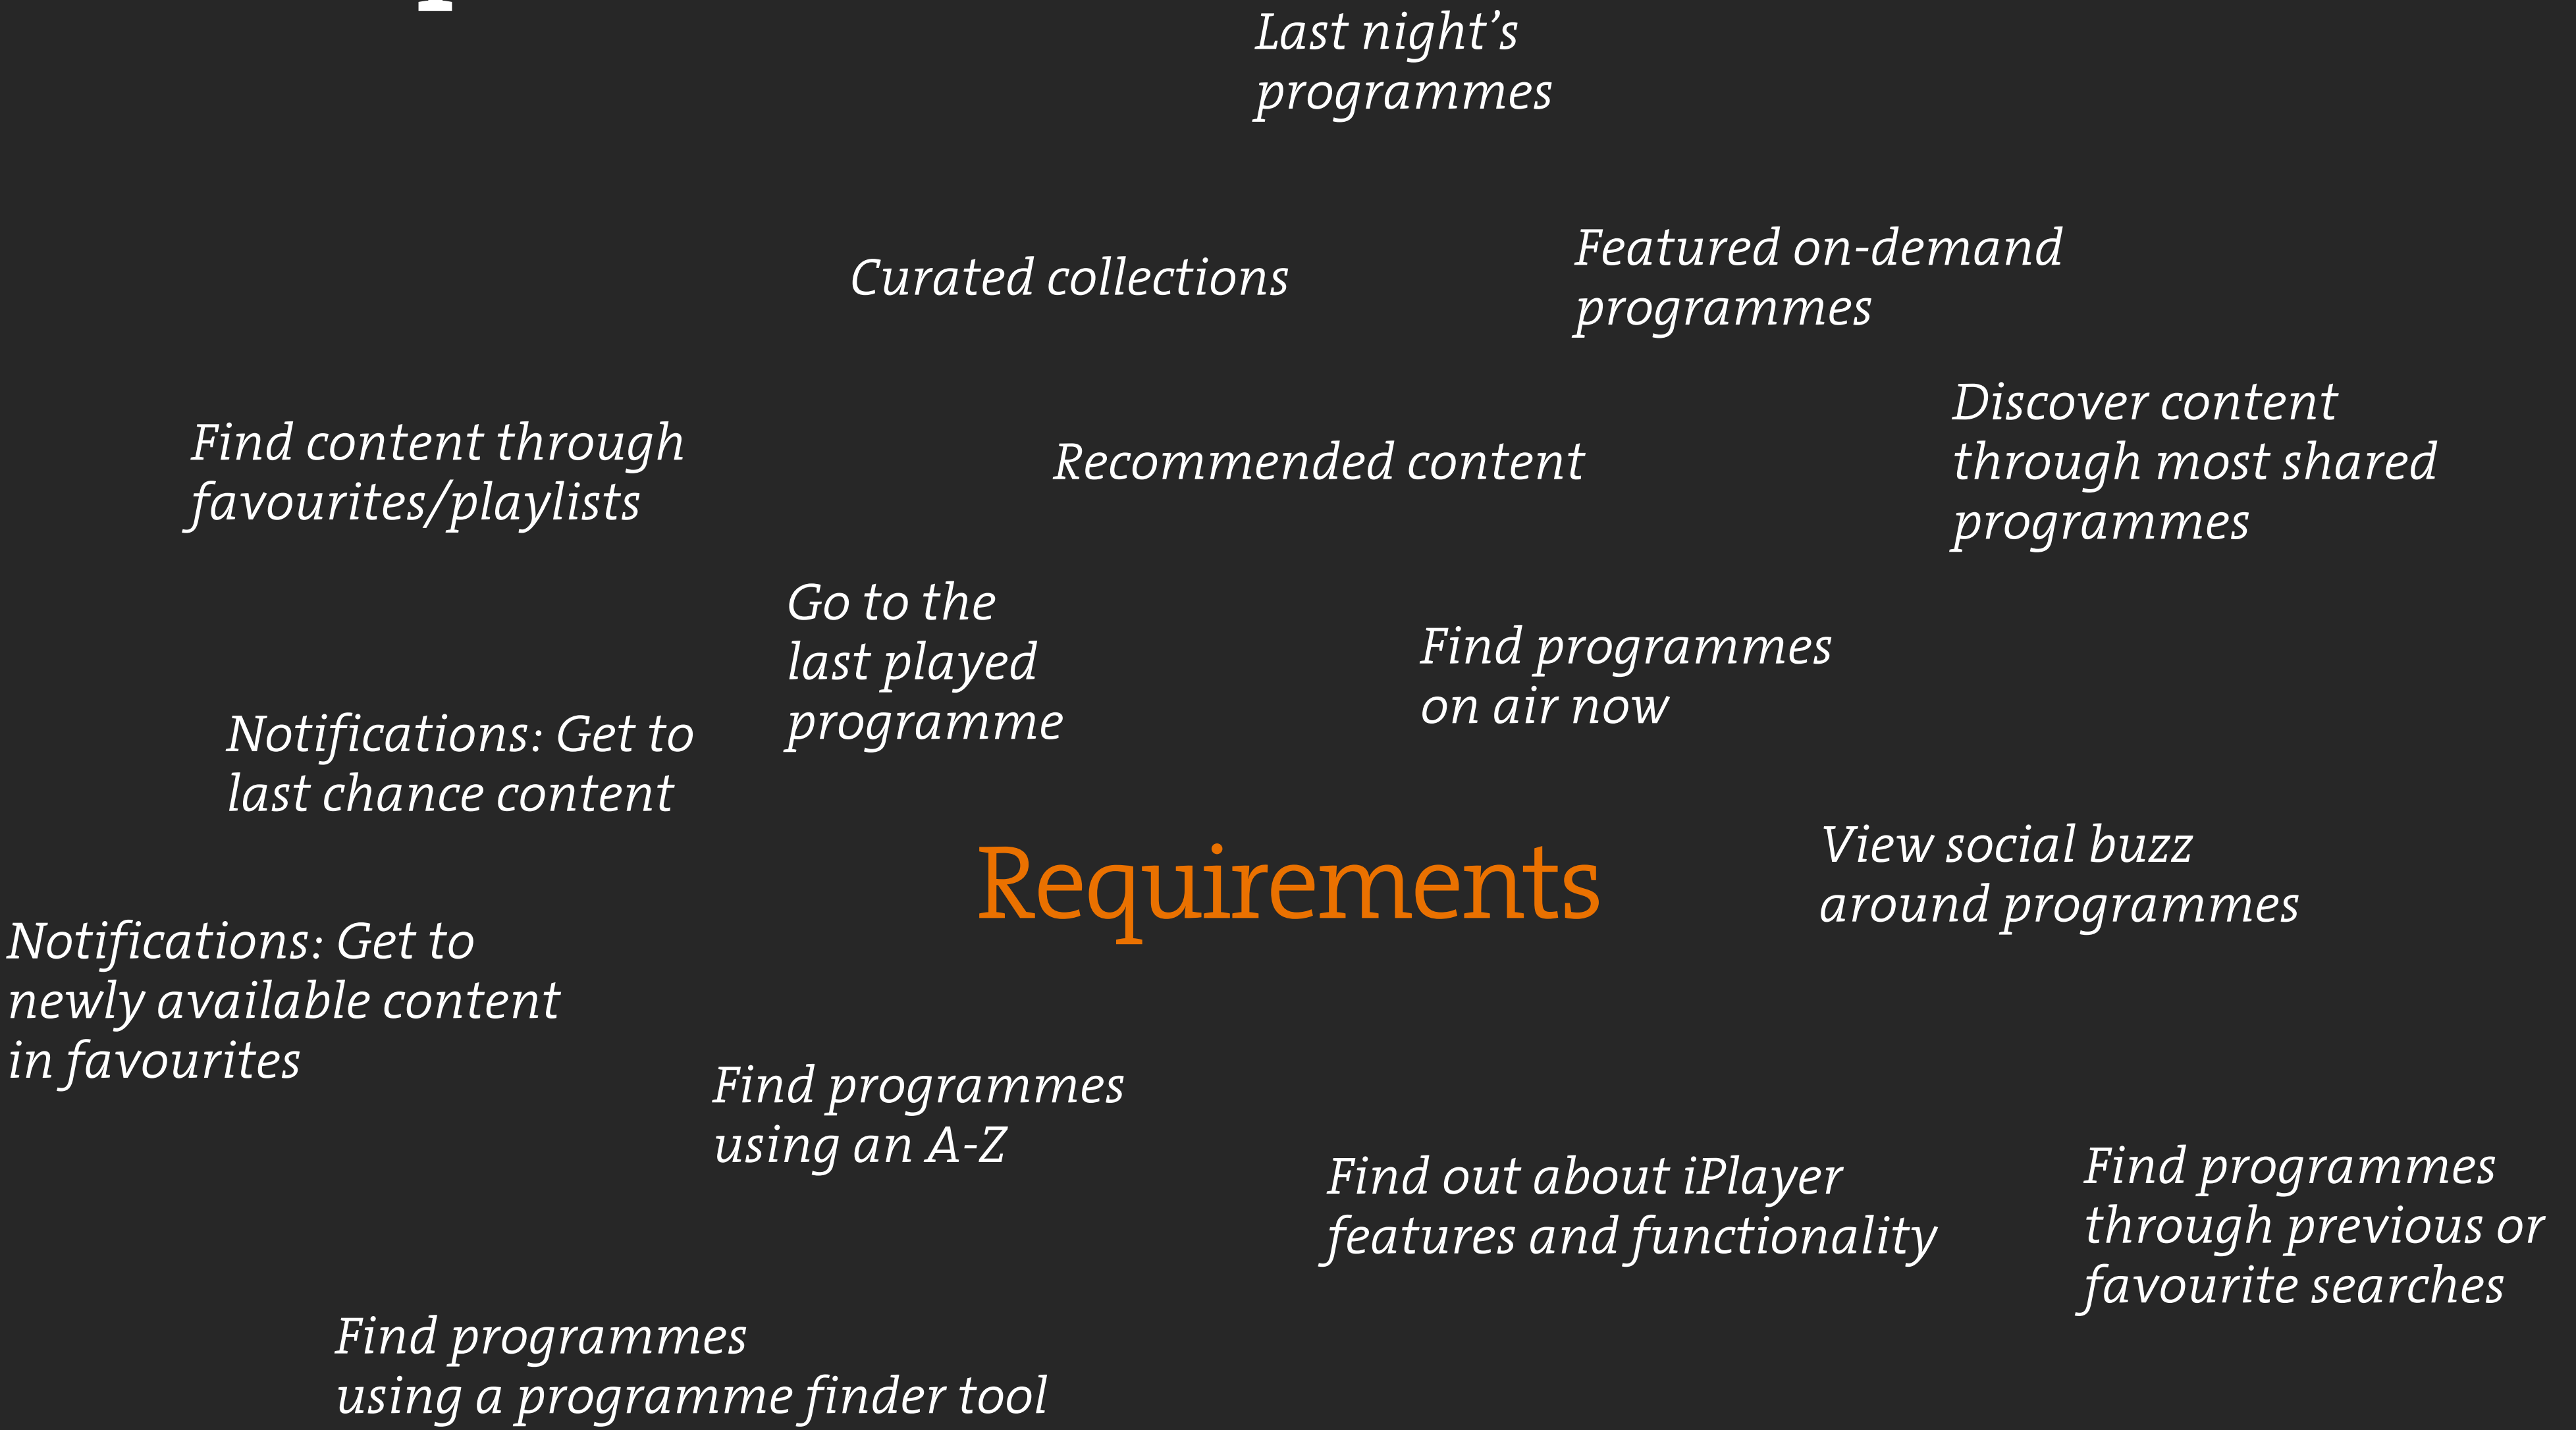 Last night’s
programmes
Curated collections
Featured on-demand
programmes
Discover content
through most shared
programmes
Find content through
favourites/playlists
Recommended content
Go to the
last played
programme
Find programmes
on air now
Notifications: Get to
last chance content
Requirements
View social buzz
around programmes
Notifications: Get to
newly available content
in favourites
Find programmes
using an A-Z
Find out about iPlayer
features and functionality
Find programmes
through previous or
favourite searches
Find programmes
using a programme finder tool